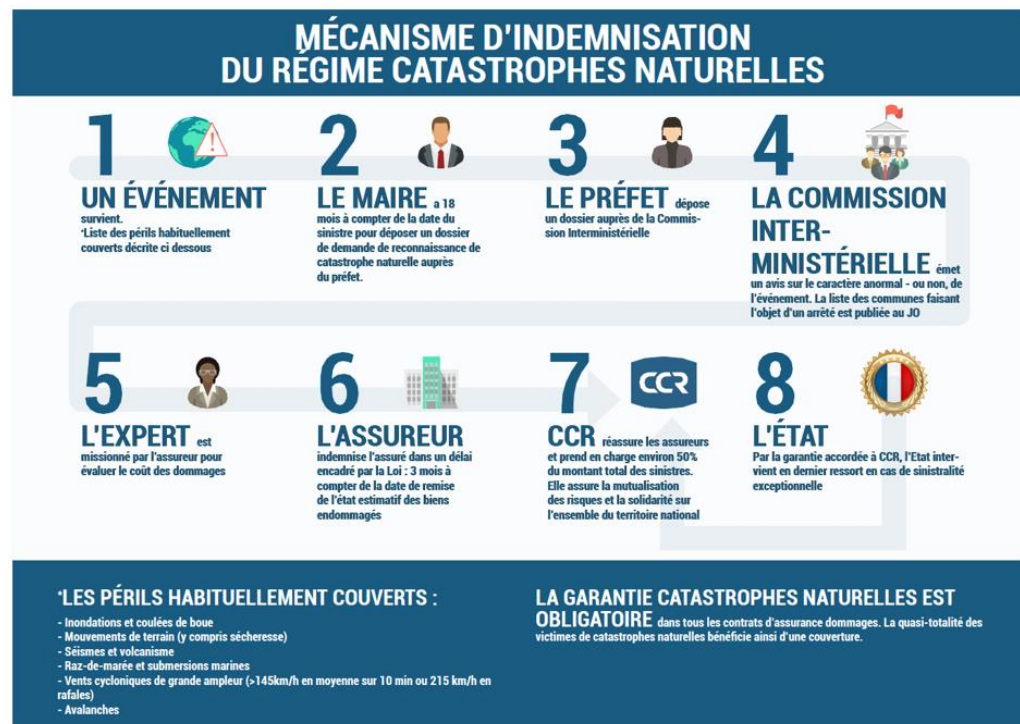 MÉCANISME D'INDEMNISATION
DU RÉGIME CATASTROPHES NATURELLES
1
UN ÉVÉNEMENT
survient.
*Liste des périls habituellement
couverts décrite ci dessous
2
LE MAIRE a 18
mois à compter de la date du
sinistre pour déposer un dossier
de demande de reconnaissance de
catastrophe naturelle auprès
du préfet.
3
LE PRÉFET dépose
un dossier auprès de la Commis-
sion Interministérielle
4
LA COMMISSION
INTER-
MINISTÉRIELLE émet
un avis sur le caractère anormal - ou non, de
l'événement. La liste des communes faisant
l'objet d'un arrêté est publiée au JO
5
L'EXPERT est
missionné par l'assureur pour
évaluer le coût des dommages
6
L'ASSUREUR
indemnise l'assuré dans un délai
encadré par la Loi : 3 mois à
compter de la date de remise
de l'état estimatif des biens
endommagés
7
CCR
CCR réassure les assureurs
et prend en charge environ 50%
du montant total des sinistres.
Elle assure la mutualisation
des risques et la solidarité sur
l'ensemble du territoire national
8
L'ÉTAT
Par la garantie accordée à CCR, l'Etat inter-
vient en dernier ressort en cas de sinistralité
exceptionnelle
*LES PÉRILS HABITUELLEMENT COUVERTS :
- Inondations et coulées de boue
- Mouvements de terrain (y compris sécheresse)
- Séismes et volcanisme
- Raz-de-marée et submersions marines
- Vents cycloniques de grande ampleur (>145km/h en moyenne sur 10 min ou 215 km/h en
rafales)
- Avalanches
LA GARANTIE CATASTROPHES NATURELLES EST
OBLIGATOIRE dans tous les contrats d'assurance dommages. La quasi-totalité des
victimes de catastrophes naturelles bénéficie ainsi d'une couverture.